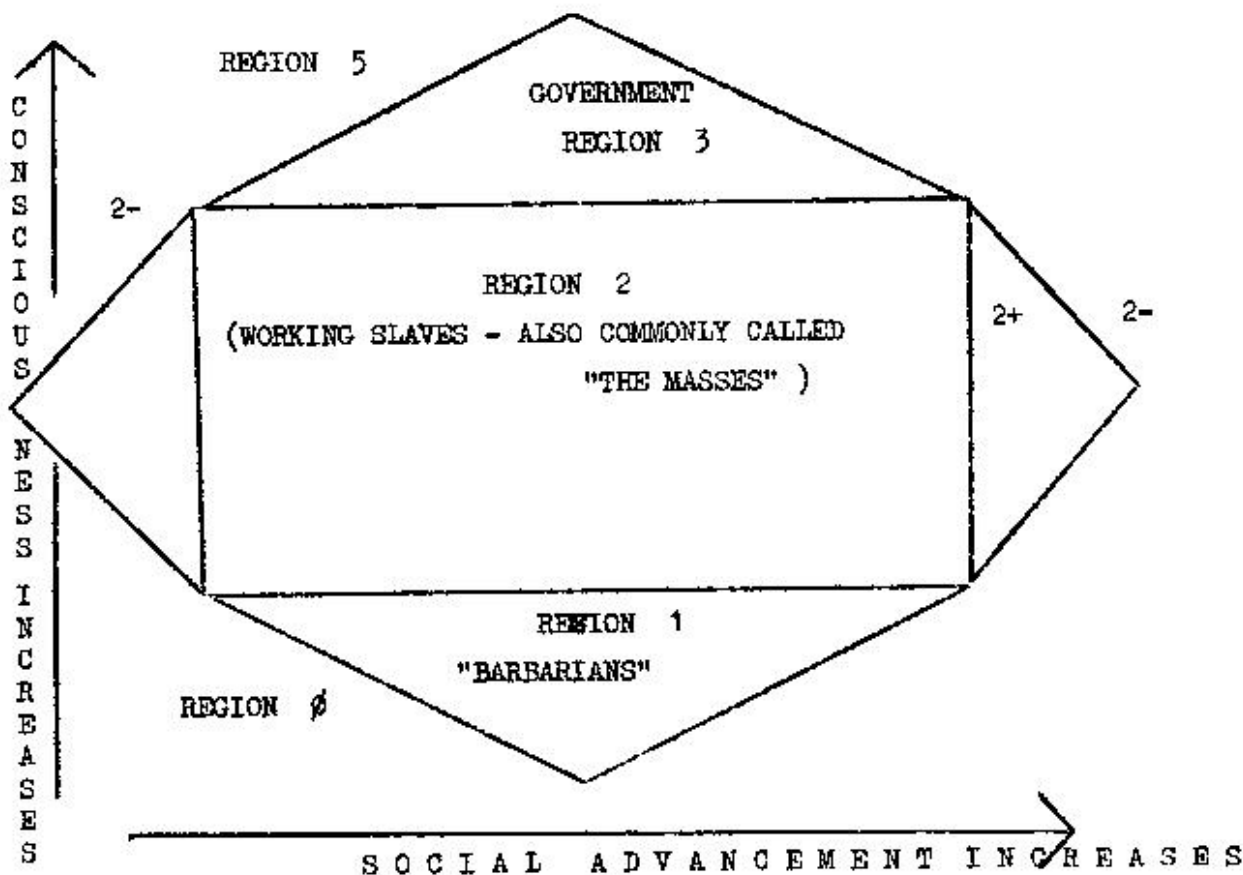 REGION 5
GOVERNMENT
REGION 3
2-
REGION 2
(WORKING SLAVES - ALSO COMMONLY CALLED
"THE MASSES" )
2+
2-
REGION 1
"BARBARIANS"
REGION Ø
CONSCIOUSNESS INCREASES
SOCIAL ADVANCEMENT INCREASES